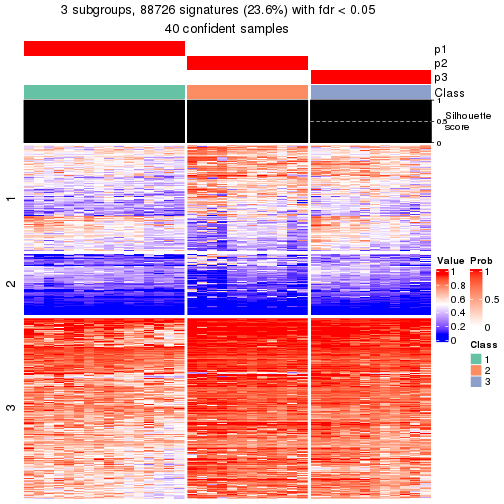 3 subgroups, 88726 signatures (23.6%) with fdr < 0.05
40 confident samples
p1
p2
p3
Class
1
0.5
0
Silhouette
score
1
2
3
Value
1
0.8
0.6
0.4
0.2
0
Prob
1
0.5
0
Class
1
2
3